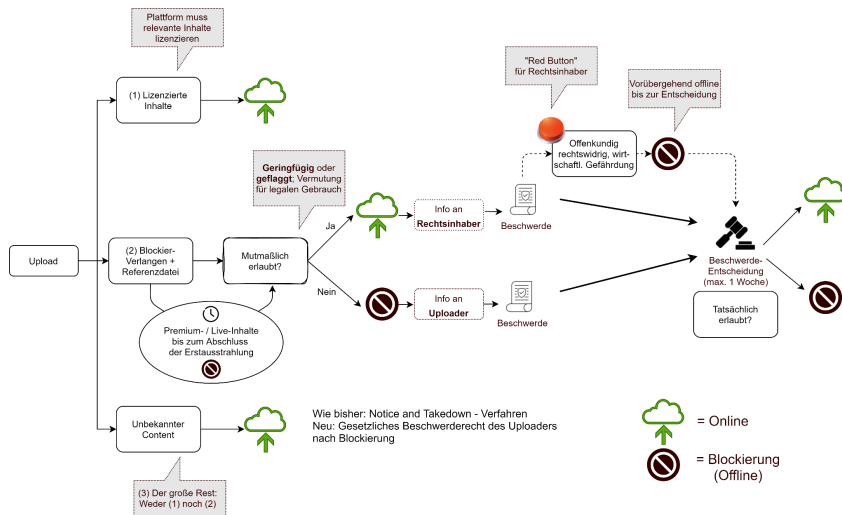 Plattform muss
relevante Inhalte
lizenzieren
(1) Lizenzierte
Inhalte
"Red Button"
für Rechtsinhaber
Vorübergehend offline
bis zur Entscheidung
Offenkundig
rechtswidrig, wirt-
schaftl. Gefährdung
Geringfügig oder
geflaggt; Vermutung
für legalen Gebrauch
Ja
Info an
Rechtsinhaber
Beschwerde
Upload
(2) Blockier-
Verlangen +
Referenzdatei
Mutmaßlich
erlaubt?
Nein
Info an
Uploader
Beschwerde
Beschwerde-
Entscheidung
(max. 1 Woche)
Tatsächlich
erlaubt?
Premium- / Live-Inhalte
bis zum Abschluss
der Erstausstrahlung
Unbekannter
Content
Wie bisher: Notice and Takedown - Verfahren
Neu: Gesetzliches Beschwerderecht des Uploaders
nach Blockierung
(3) Der große Rest:
Weder (1) noch (2)
= Online
= Blockierung
(Offline)